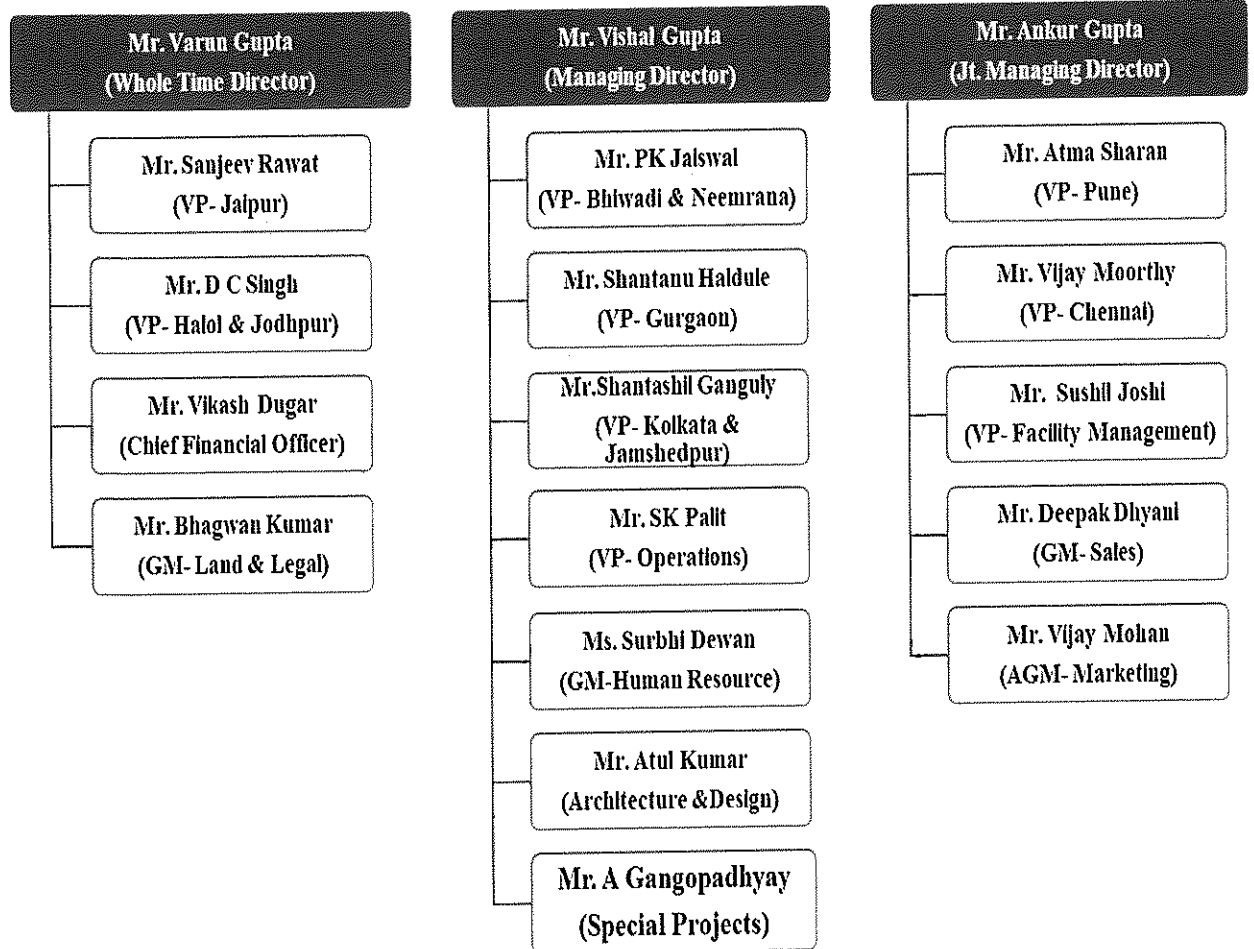 Mr. Varun Gupta
(Whole Time Director)
Mr. Sanjeev Rawat
(VP- Jaipur)
Mr. D C Singh
(VP- Halol & Jodhpur)
Mr. Vikash Dugar
(Chief Financial Officer)
Mr. Bhagwan Kumar
(GM- Land & Legal)
Mr. Vishal Gupta
(Managing Director)
Mr. PK Jaiswal
(VP- Bhiwadi & Neemrana)
Mr. Shantanu Haldule
(VP- Gurgaon)
Mr.Shantashil Ganguly
(VP- Kolkata &
Jamshedpur)
Mr. SK Palit
(VP- Operations)
Ms. Surbhi Dewan
(GM-Human Resource)
Mr. Atul Kumar
(Architecture &Design)
Mr. A Gangopadhyay
(Special Projects)
Mr. Ankur Gupta
(Jt. Managing Director)
Mr. Atma Sharan
(VP- Pune)
Mr. Vijay Moorthy
(VP- Chennai)
Mr. Sushil Joshi
(VP- Facility Management)
Mr. Deepak Dhyani
(GM- Sales)
Mr. Vijay Mohan
(AGM- Marketing)